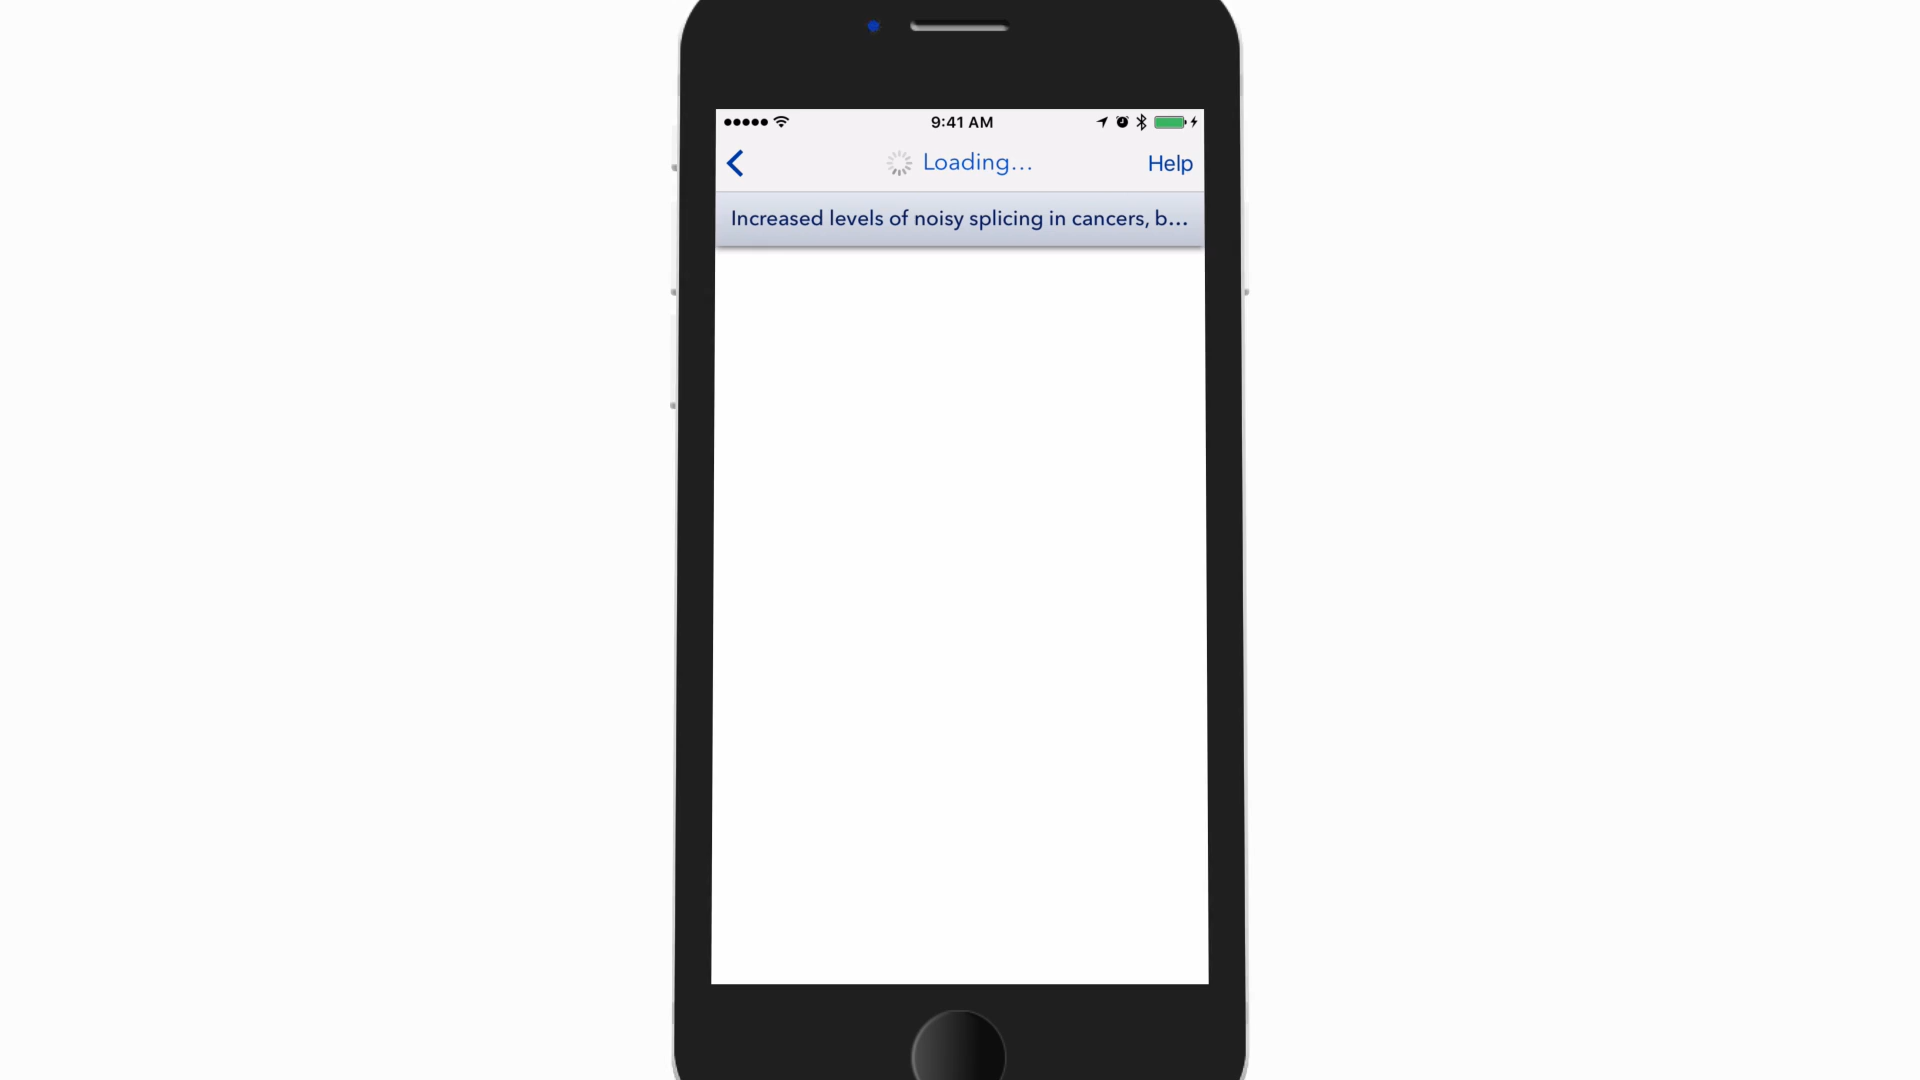 9:41 AM
Loading...
Help
Increased levels of noisy splicing in cancers, b...